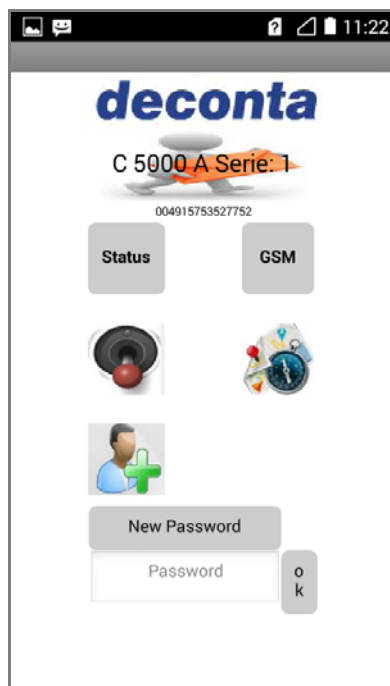 11:22
deconta
C 5000 A Serie: 1
004915753527752
Status
GSM
New Password
Password
o
k